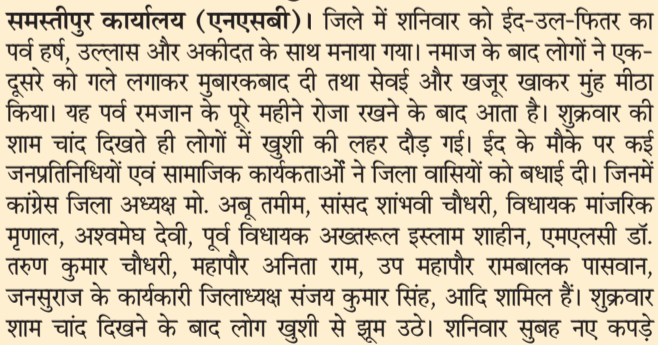 समस्तीपुर कार्यालय (एनएसबी)। जिले में शनिवार को ईद-उल-फितर का
पर्व हर्ष, उल्लास और अकीदत के साथ मनाया गया। नमाज के बाद लोगों ने एक-
दूसरे को गले लगाकर मुबारकबाद दी तथा सेवई और खजूर खाकर मुंह मीठा
किया। यह पर्व रमजान के पूरे महीने रोजा रखने के बाद आता है। शुक्रवार की
शाम चांद दिखते ही लोगों में खुशी की लहर दौड़ गई। ईद के मौके पर कई
जनप्रतिनिधियों एवं सामाजिक कार्यकताओं ने जिला वासियों को बधाई दी। जिनमें
कांग्रेस जिला अध्यक्ष मो. अबू तमीम, सांसद शांभवी चौधरी, विधायक मांजरिक
मृणाल, अश्वमेघ देवी, पूर्व विधायक अख्तरूल इस्लाम शाहीन, एमएलसी डॉ.
तरुण कुमार चौधरी, महापौर अनिता राम, उप महापौर रामबालक पासवान,
जनसुराज के कार्यकारी जिलाध्यक्ष संजय कुमार सिंह, आदि शामिल हैं। शुक्रवार
शाम चांद दिखने के बाद लोग खुशी से झूम उठे। शनिवार सुबह नए कपड़े